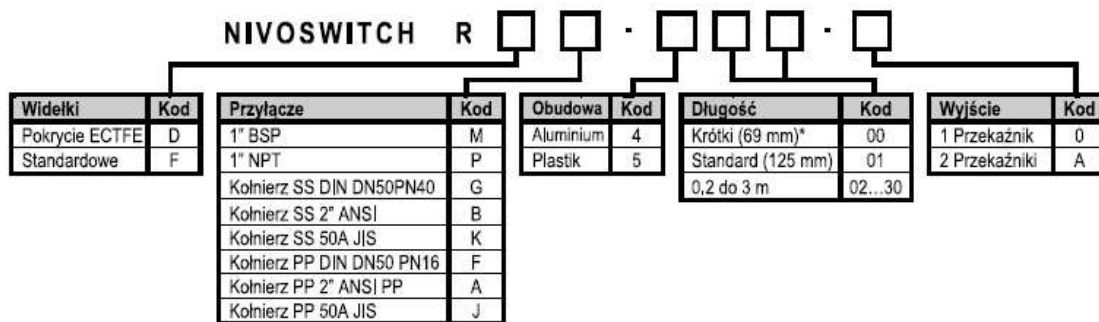 NIVOSWITCH R - -
Widełki Kod
Pokrycie ECTFE D
Standardowe F
Przyłącze Kod
1" BSP M
1" NPT P
Kołnierz SS DIN DN50PN40 G
Kołnierz SS 2" ANSI B
Kołnierz SS 50A JIS K
Kołnierz PP DIN DN50 PN16 F
Kołnierz PP 2" ANSI PP A
Kołnierz PP 50A JIS J
Obudowa Kod
Aluminium 4
Plastik 5
Długość Kod
Krótki (69 mm)* 00
Standard (125 mm) 01
0,2 do 3 m 02...30
Wyjście Kod
1 Przekaźnik 0
2 Przekaźniki A